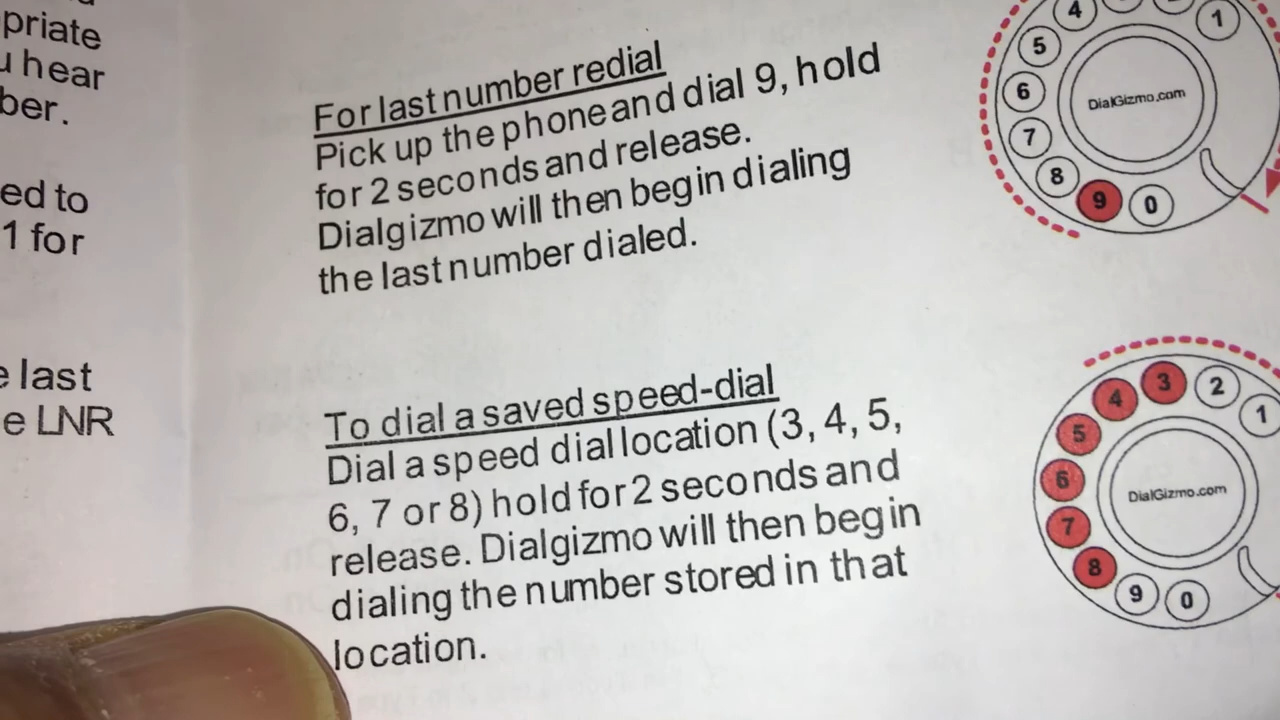 priate
u hear
ber.
ed to
1 for
e last
e LNR
For last number redial
Pick up the phone and dial 9, hold
for 2 seconds and release.
Dialgizmo will then begin dialing
the last number dialed.
To dial a saved speed-dial
Dial a speed dial location (3, 4, 5,
6, 7 or 8) hold for 2 seconds and
release. Dialgizmo will then begin
dialing the number stored in that
location.
4
1
5
6
7
8
9
0
DialGizmo.com
3
2
1
4
5
6
7
8
9
0
DialGizmo.com